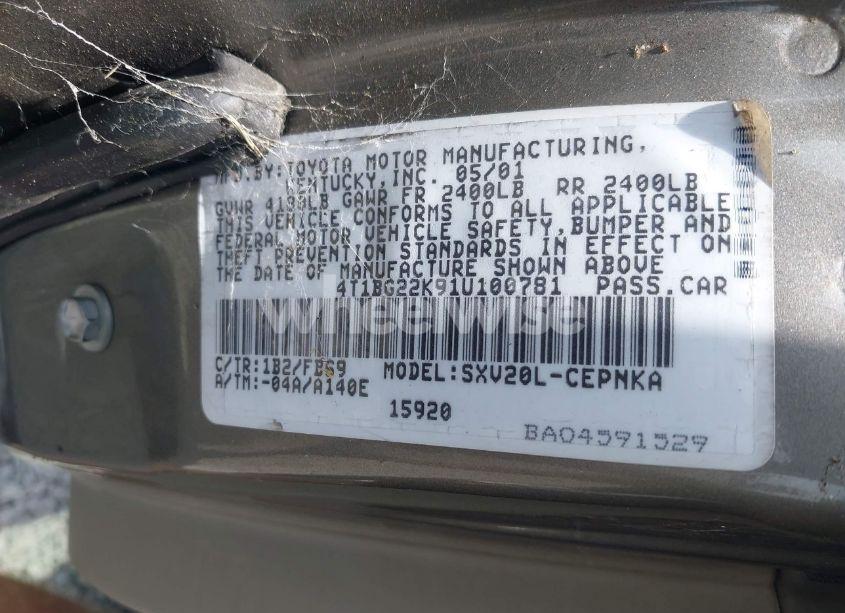 MFD.BY:TOYOTA MOTOR MANUFACTURING,
KENTUCKY,INC. 05/01
GVWR 4190LB GAWR FR 2400LB RR 2400LB
THIS VEHICLE CONFORMS TO ALL APPLICABLE
FEDERAL MOTOR VEHICLE SAFETY,BUMPER AND
THEFT PREVENTION STANDARDS IN EFFECT ON
THE DATE OF MANUFACTURE SHOWN ABOVE
4T1BG22K91U100781 PASS.CAR
wheelwise
C/TR:1B2/FB69 MODEL:SXV20L-CEPNKA
A/TM:-04A/A140E
15920
BA04591529